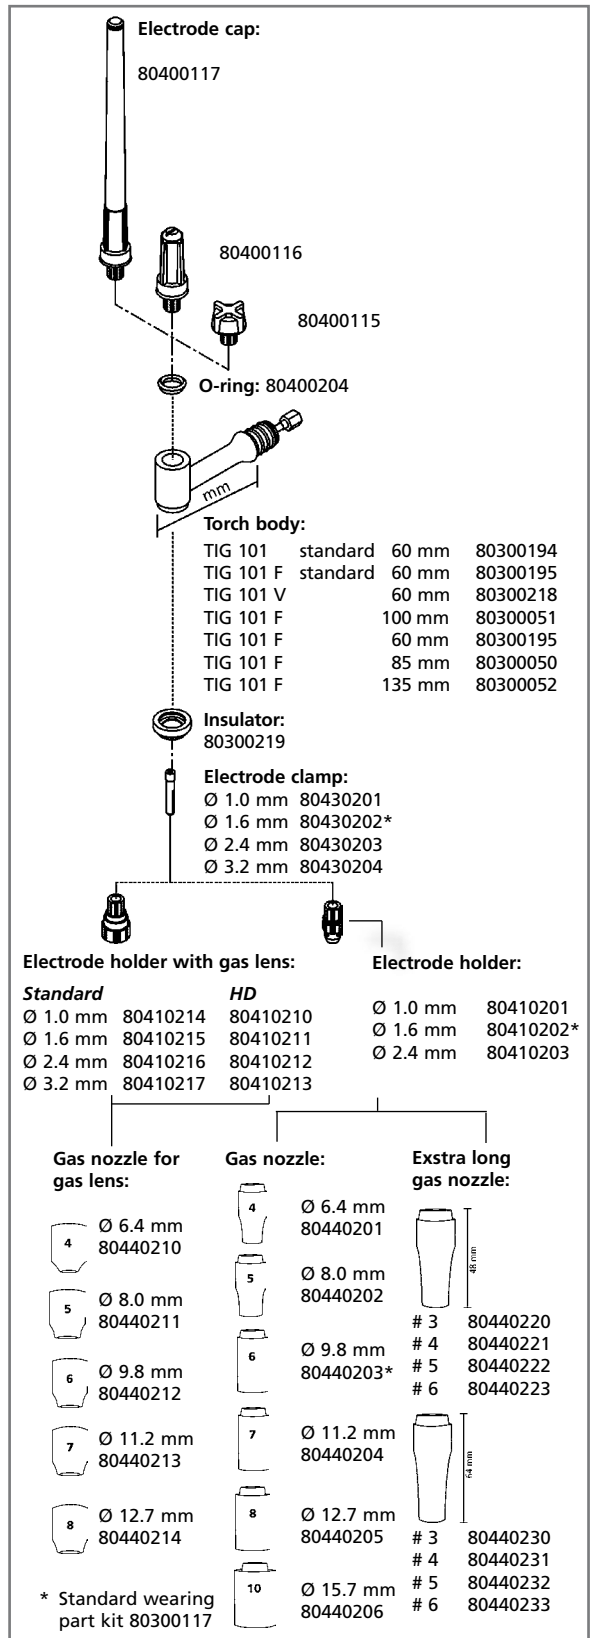 Electrode cap:
80400117
80400116
80400115
O-ring: 80400204
mm
Torch body:
TIG 101 standard 60 mm 80300194
TIG 101 F standard 60 mm 80300195
TIG 101 V 60 mm 80300218
TIG 101 F 100 mm 80300051
TIG 101 F 60 mm 80300195
TIG 101 F 85 mm 80300050
TIG 101 F 135 mm 80300052
Insulator:
80300219
Electrode clamp:
Ø 1.0 mm 80430201
Ø 1.6 mm 80430202*
Ø 2.4 mm 80430203
Ø 3.2 mm 80430204
Electrode holder with gas lens:
Standard HD
Ø 1.0 mm 80410214 80410210
Ø 1.6 mm 80410215 80410211
Ø 2.4 mm 80410216 80410212
Ø 3.2 mm 80410217 80410213
Electrode holder:
Ø 1.0 mm 80410201
Ø 1.6 mm 80410202*
Ø 2.4 mm 80410203
Gas nozzle for
gas lens:
4 Ø 6.4 mm
80440210
5 Ø 8.0 mm
80440211
6 Ø 9.8 mm
80440212
7 Ø 11.2 mm
80440213
8 Ø 12.7 mm
80440214
* Standard wearing
part kit 80300117
Gas nozzle:
4 Ø 6.4 mm
80440201
5 Ø 8.0 mm
80440202
6 Ø 9.8 mm
80440203*
7 Ø 11.2 mm
80440204
8 Ø 12.7 mm
80440205
10 Ø 15.7 mm
80440206
Exstra long
gas nozzle:
48 mm
# 3 80440220
# 4 80440221
# 5 80440222
# 6 80440223
64 mm
# 3 80440230
# 4 80440231
# 5 80440232
# 6 80440233